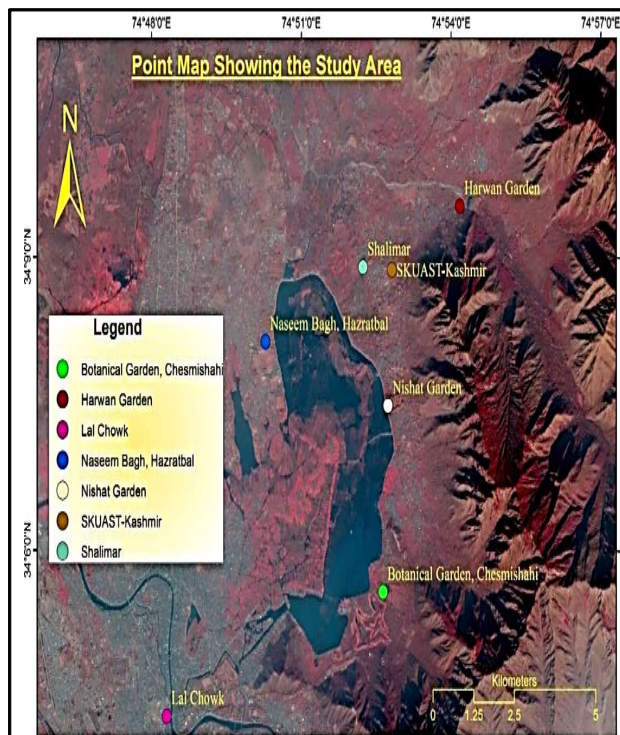 74°48'0"E 74°51'0"E 74°54'0"E 74°57'0"E
Point Map Showing the Study Area
N
Harwan Garden
34°9'0"N
Shalimar
SKUAST-Kashmir
Naseem Bagh, Hazratbal
Legend
Botanical Garden, Chesmishahi
Harwan Garden
Lal Chowk
Naseem Bagh, Hazratbal
Nishat Garden
SKUAST-Kashmir
Shalimar
Nishat Garden
34°6'0"N
Botanical Garden, Chesmishahi
Lal Chowk
Kilometers
0 1.25 2.5 5